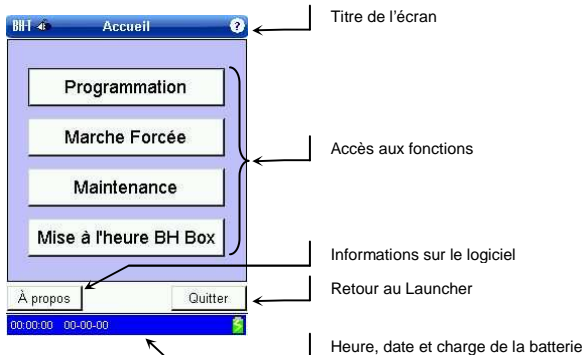 BH-T Accueil ?
Titre de l'écran
Programmation
Marche Forcée
Accès aux fonctions
Maintenance
Mise à l'heure BH Box
Informations sur le logiciel
À propos
Quitter
Retour au Launcher
00:00:00 00-00-00
Heure, date et charge de la batterie